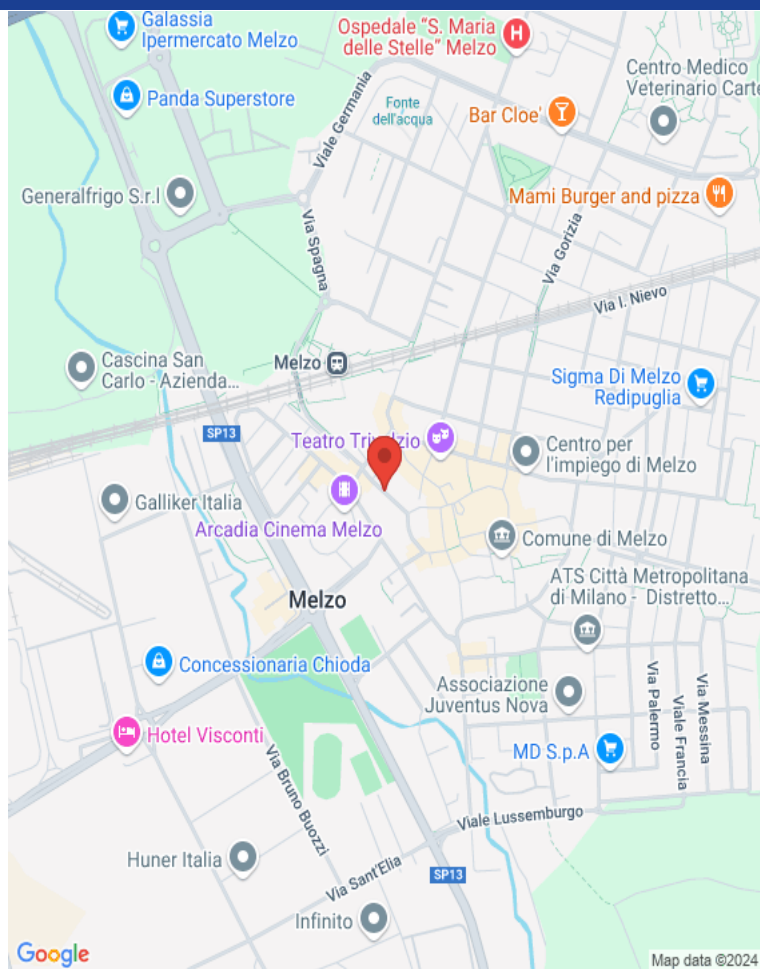 Galassia
Ipermercato Melzo
Ospedale "S. Maria
delle Stelle" Melzo
H
Centro Medico
Veterinario Carte
Panda Superstore
Viale Germania
Fonte
dell'acqua
Bar Cloe'
Generalfrigo S.r.l
Mami Burger and pizza
Via Spagna
Via Gorizia
Via I. Nievo
Cascina San
Carlo - Azienda...
Melzo
Sigma Di Melzo
Redipuglia
SP13
Teatro Trivulzio
Centro per
l'impiego di Melzo
Galliker Italia
Arcadia Cinema Melzo
Comune di Melzo
ATS Città Metropolitana
di Milano - Distretto...
Melzo
Concessionaria Chioda
Associazione
Juventus Nova
Via Palermo
Viale Francia
Via Messina
Hotel Visconti
MD S.p.A
Via Bruno Buozzi
Viale Lussemburgo
Huner Italia
Via Sant'Elia
SP13
Infinito
Google
Map data ©2024